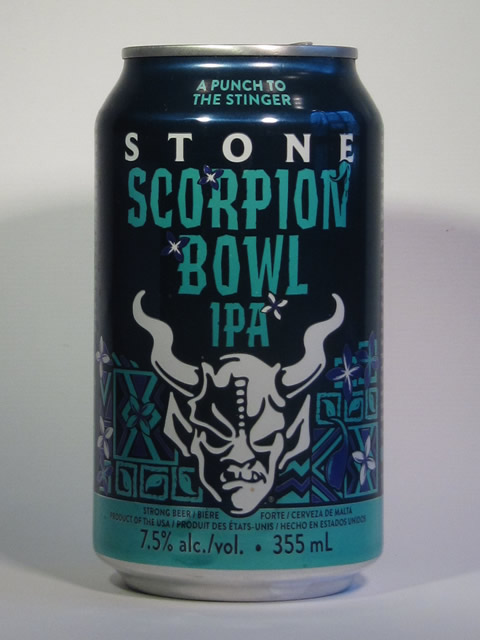 A PUNCH TO
THE STINGER
STONE
SCORPION
BOWL
IPA
STRONG BEER / BIÈRE FORTE / CERVEZA DE MALTA
PRODUCT OF THE USA / PRODUIT DES ÉTATS-UNIS / HECHO EN ESTADOS UNIDOS
7.5% alc./vol. • 355 mL